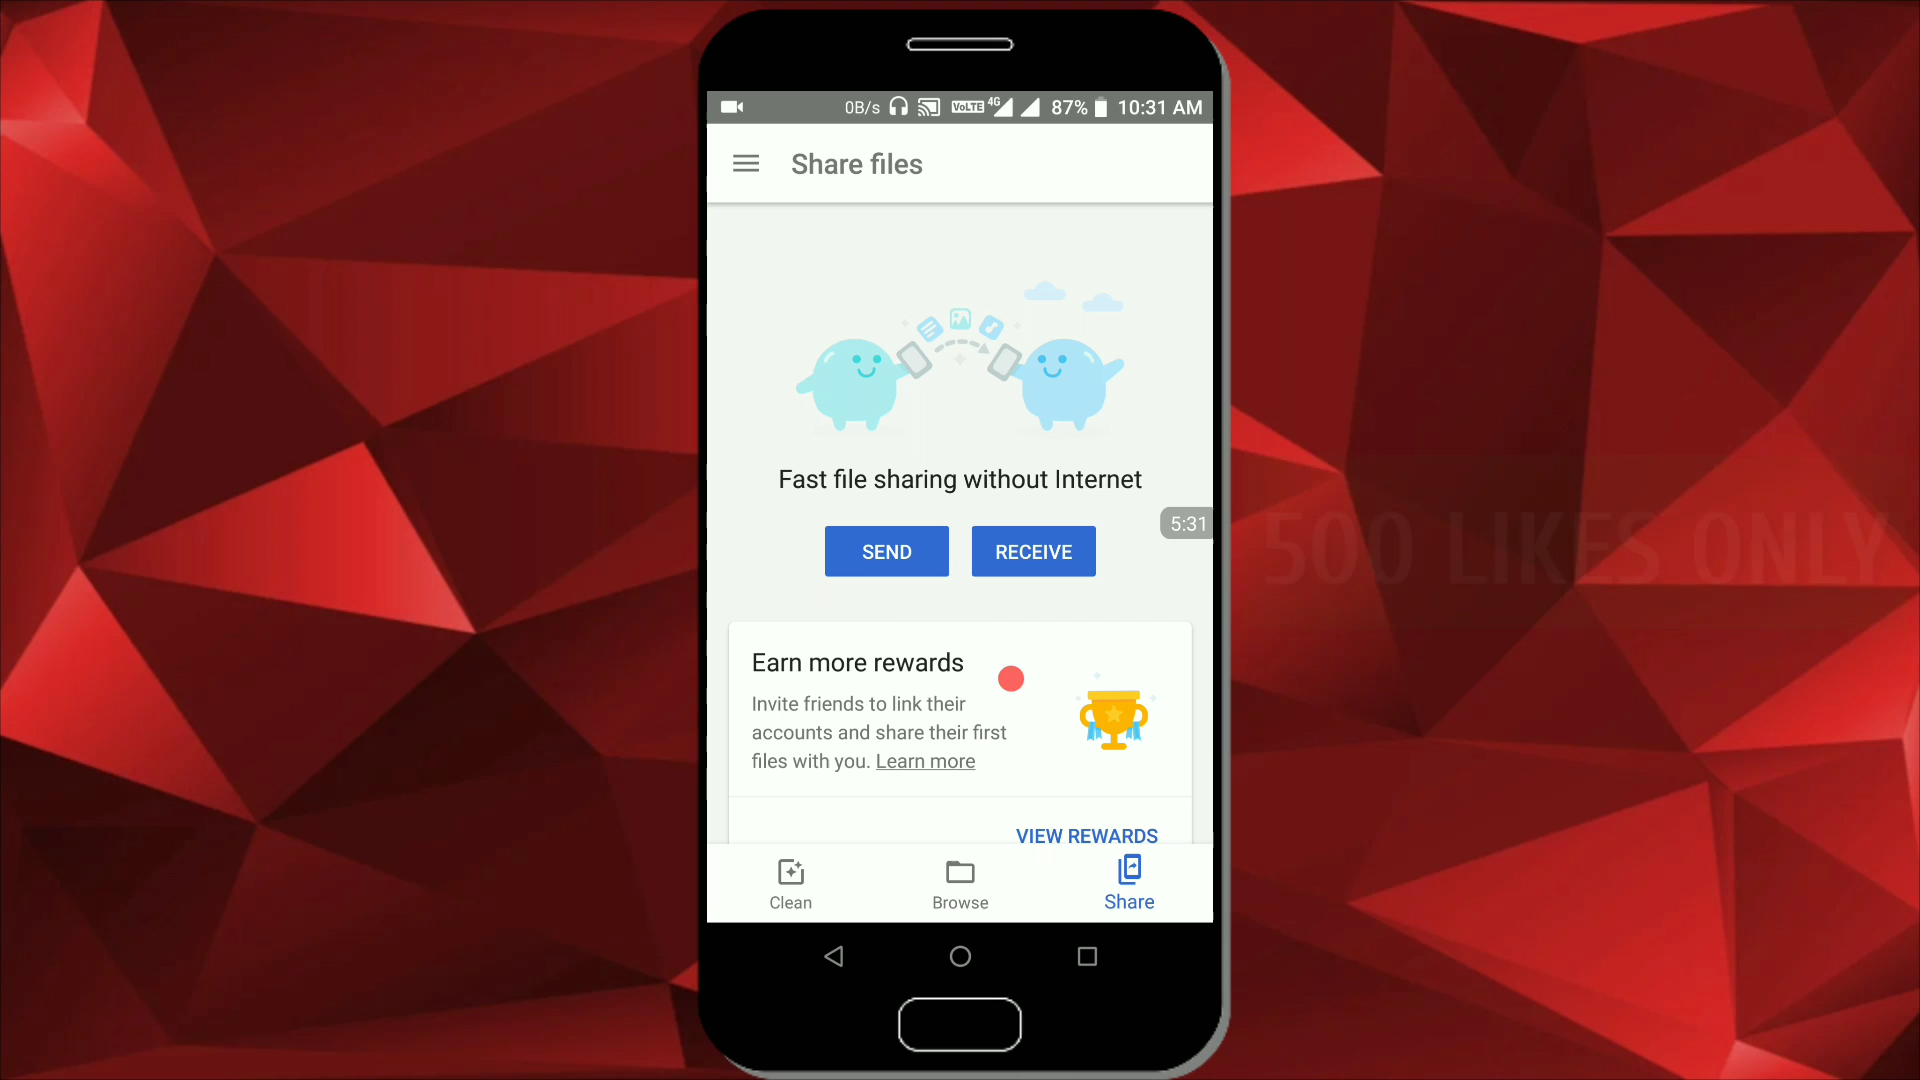 0B/s VoLTE 4G 87% 10:31 AM
Share files
Fast file sharing without Internet
5:31
SEND RECEIVE
500 LIKES ONLY
Earn more rewards
Invite friends to link their
accounts and share their first
files with you. Learn more
VIEW REWARDS
Clean Browse Share